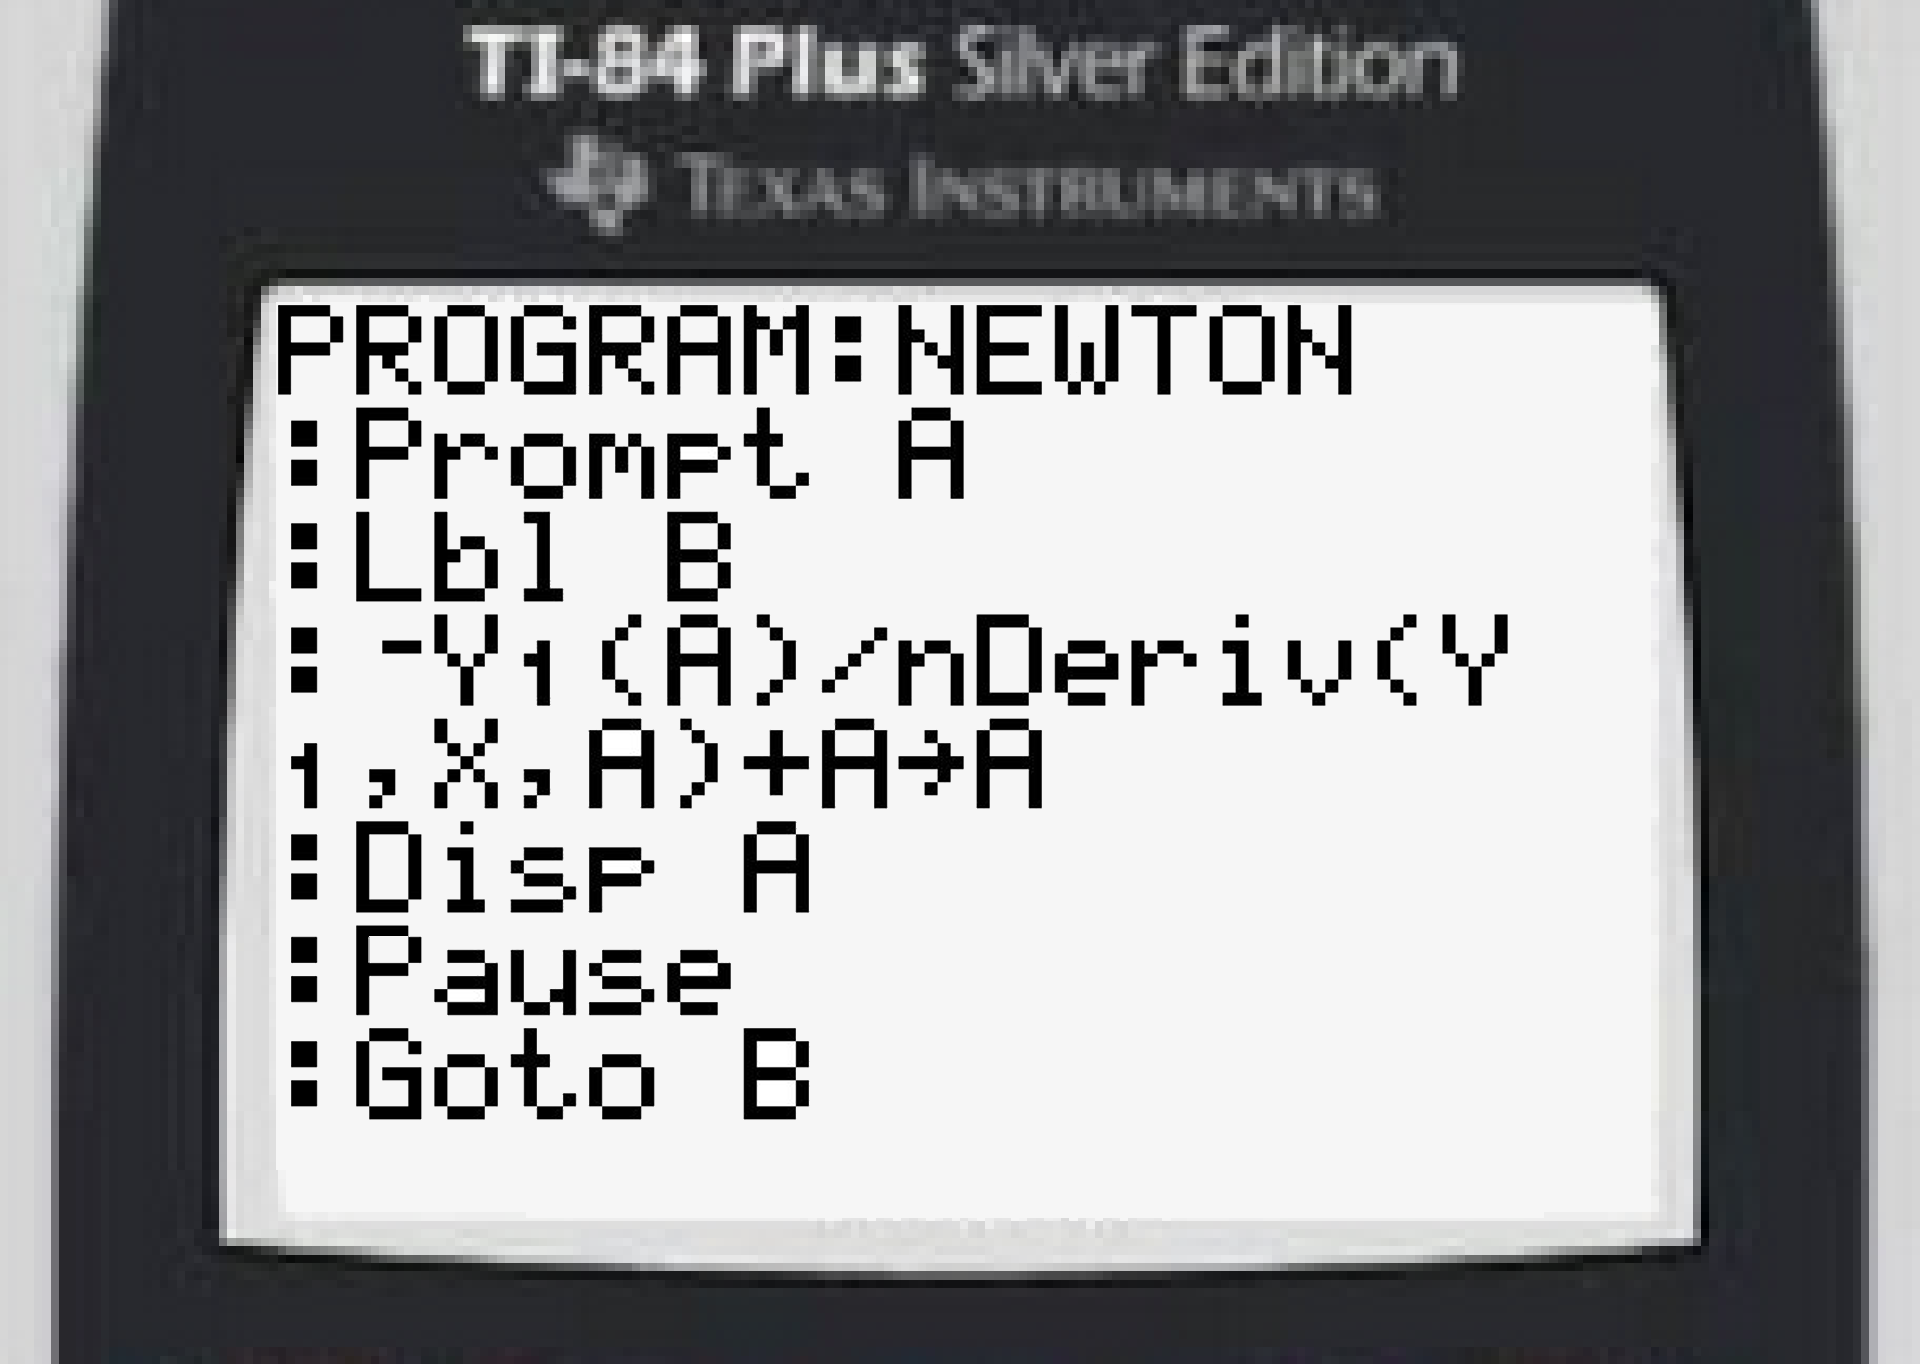 TI-84 Plus Silver Edition
TEXAS INSTRUMENTS
PROGRAM:NEWTON
:Prompt A
:Lbl B
:⁻Y₁(A)/nDeriv(Y
₁,X,A)+A→A
:Disp A
:Pause
:Goto B